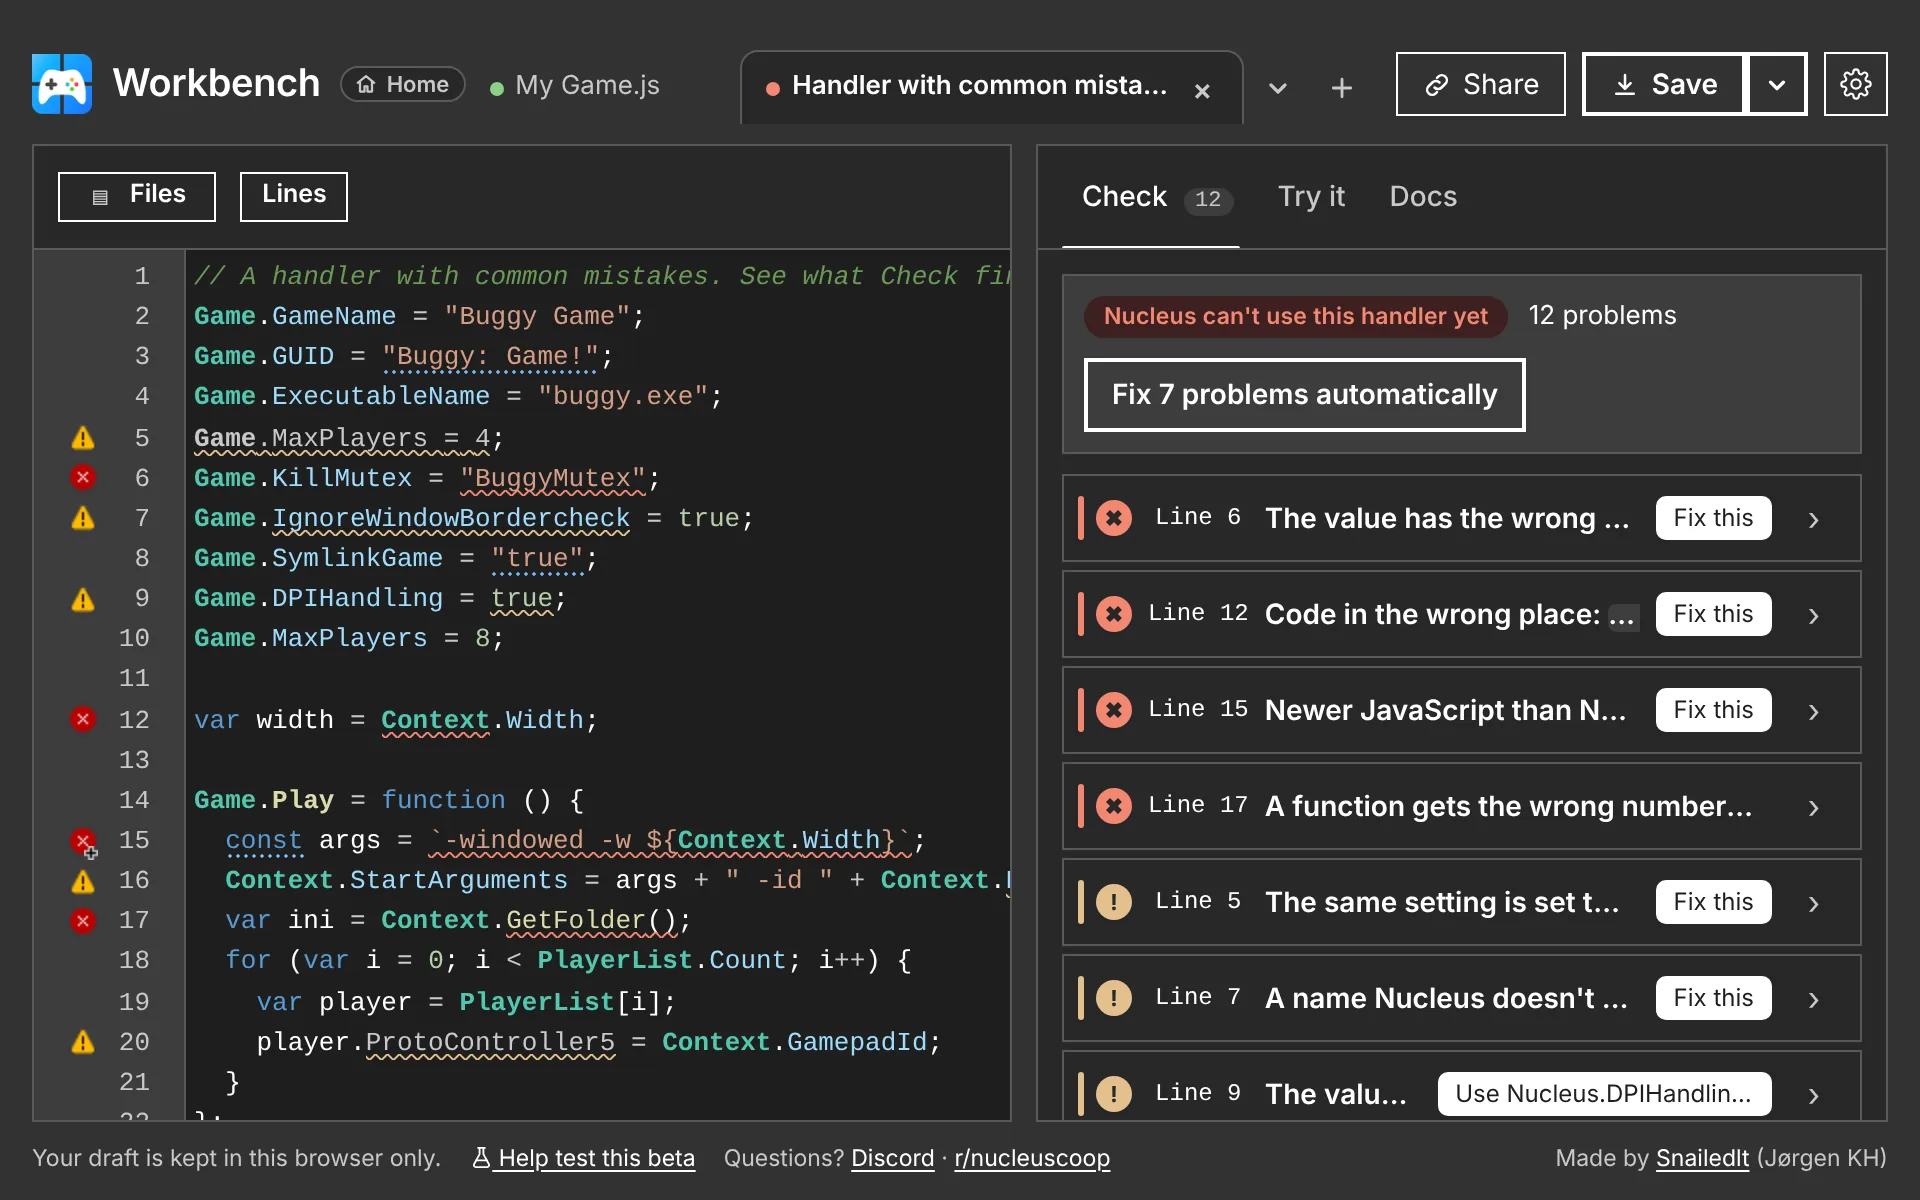 Workbench
Home
My Game.js
Handler with common mista...
Share
Save
Files
Lines
1 // A handler with common mistakes. See what Check fi
2 Game.GameName = "Buggy Game";
3 Game.GUID = "Buggy: Game!";
4 Game.ExecutableName = "buggy.exe";
5 Game.MaxPlayers = 4;
6 Game.KillMutex = "BuggyMutex";
7 Game.IgnoreWindowBordercheck = true;
8 Game.SymlinkGame = "true";
9 Game.DPIHandling = true;
10 Game.MaxPlayers = 8;
11
12 var width = Context.Width;
13
14 Game.Play = function () {
15 const args = `-windowed -w ${Context.Width}`;
16 Context.StartArguments = args + " -id " + Context.
17 var ini = Context.GetFolder();
18 for (var i = 0; i < PlayerList.Count; i++) {
19 var player = PlayerList[i];
20 player.ProtoController5 = Context.GamepadId;
21 }
22 };
Check 12
Try it
Docs
Nucleus can't use this handler yet
12 problems
Fix 7 problems automatically
Line 6 The value has the wrong ... Fix this
Line 12 Code in the wrong place: ... Fix this
Line 15 Newer JavaScript than N... Fix this
Line 17 A function gets the wrong number...
Line 5 The same setting is set t... Fix this
Line 7 A name Nucleus doesn't ... Fix this
Line 9 The valu... Use Nucleus.DPIHandlin...
Your draft is kept in this browser only. Help test this beta Questions? Discord · r/nucleuscoop
Made by SnailedIt (Jørgen KH)